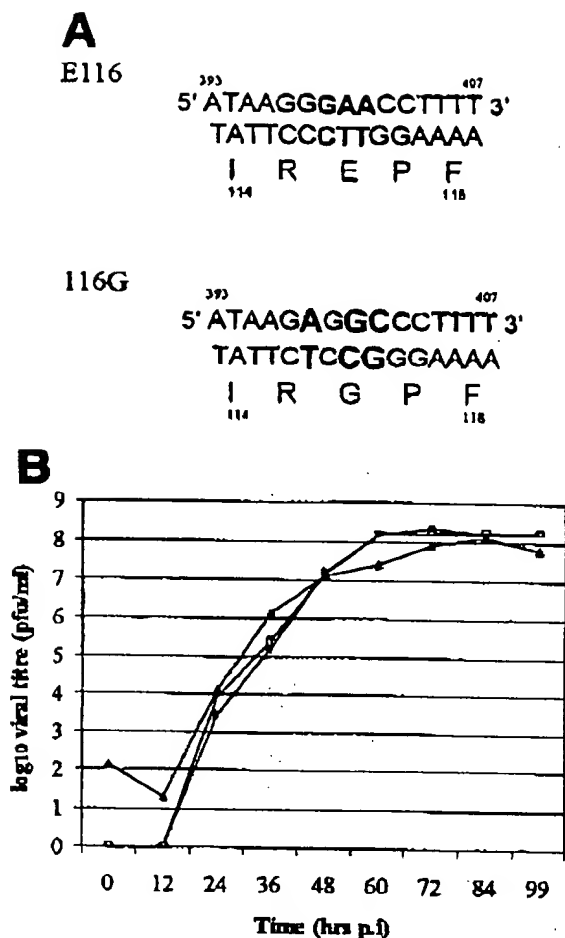 A
E116
393 407
5' ATAAGGGAACCTTTT 3'
TATTCCCTTGGAAAA
I R E P F
114 118
116G
393 407
5' ATAAGAGGCCCTTTT 3'
TATTCTCCGGGAAAA
I R G P F
114 118
B
log10 viral titre (pfu/ml)
9
8
7
6
5
4
3
2
1
0
0 12 24 36 48 60 72 84 99
Time (hrs p.i)